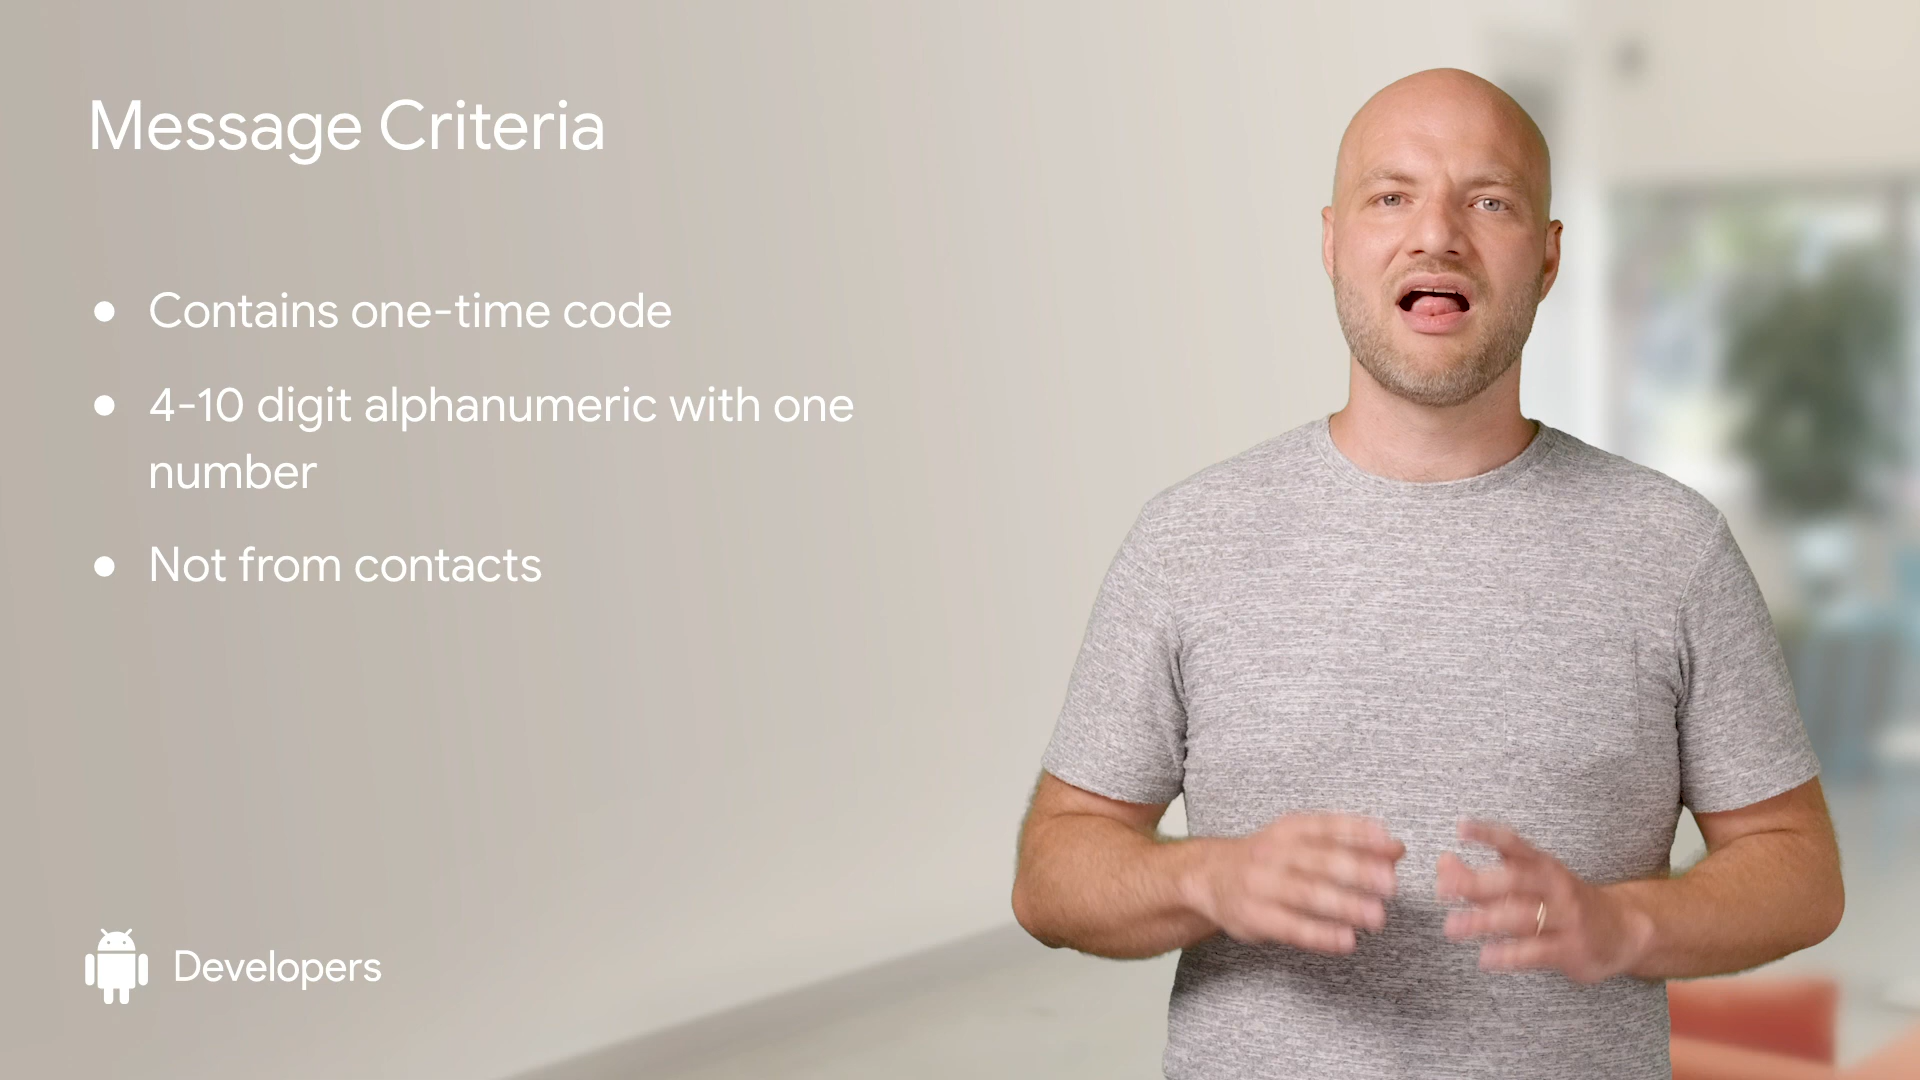 Message Criteria
● Contains one-time code
● 4-10 digit alphanumeric with one
number
● Not from contacts
Developers